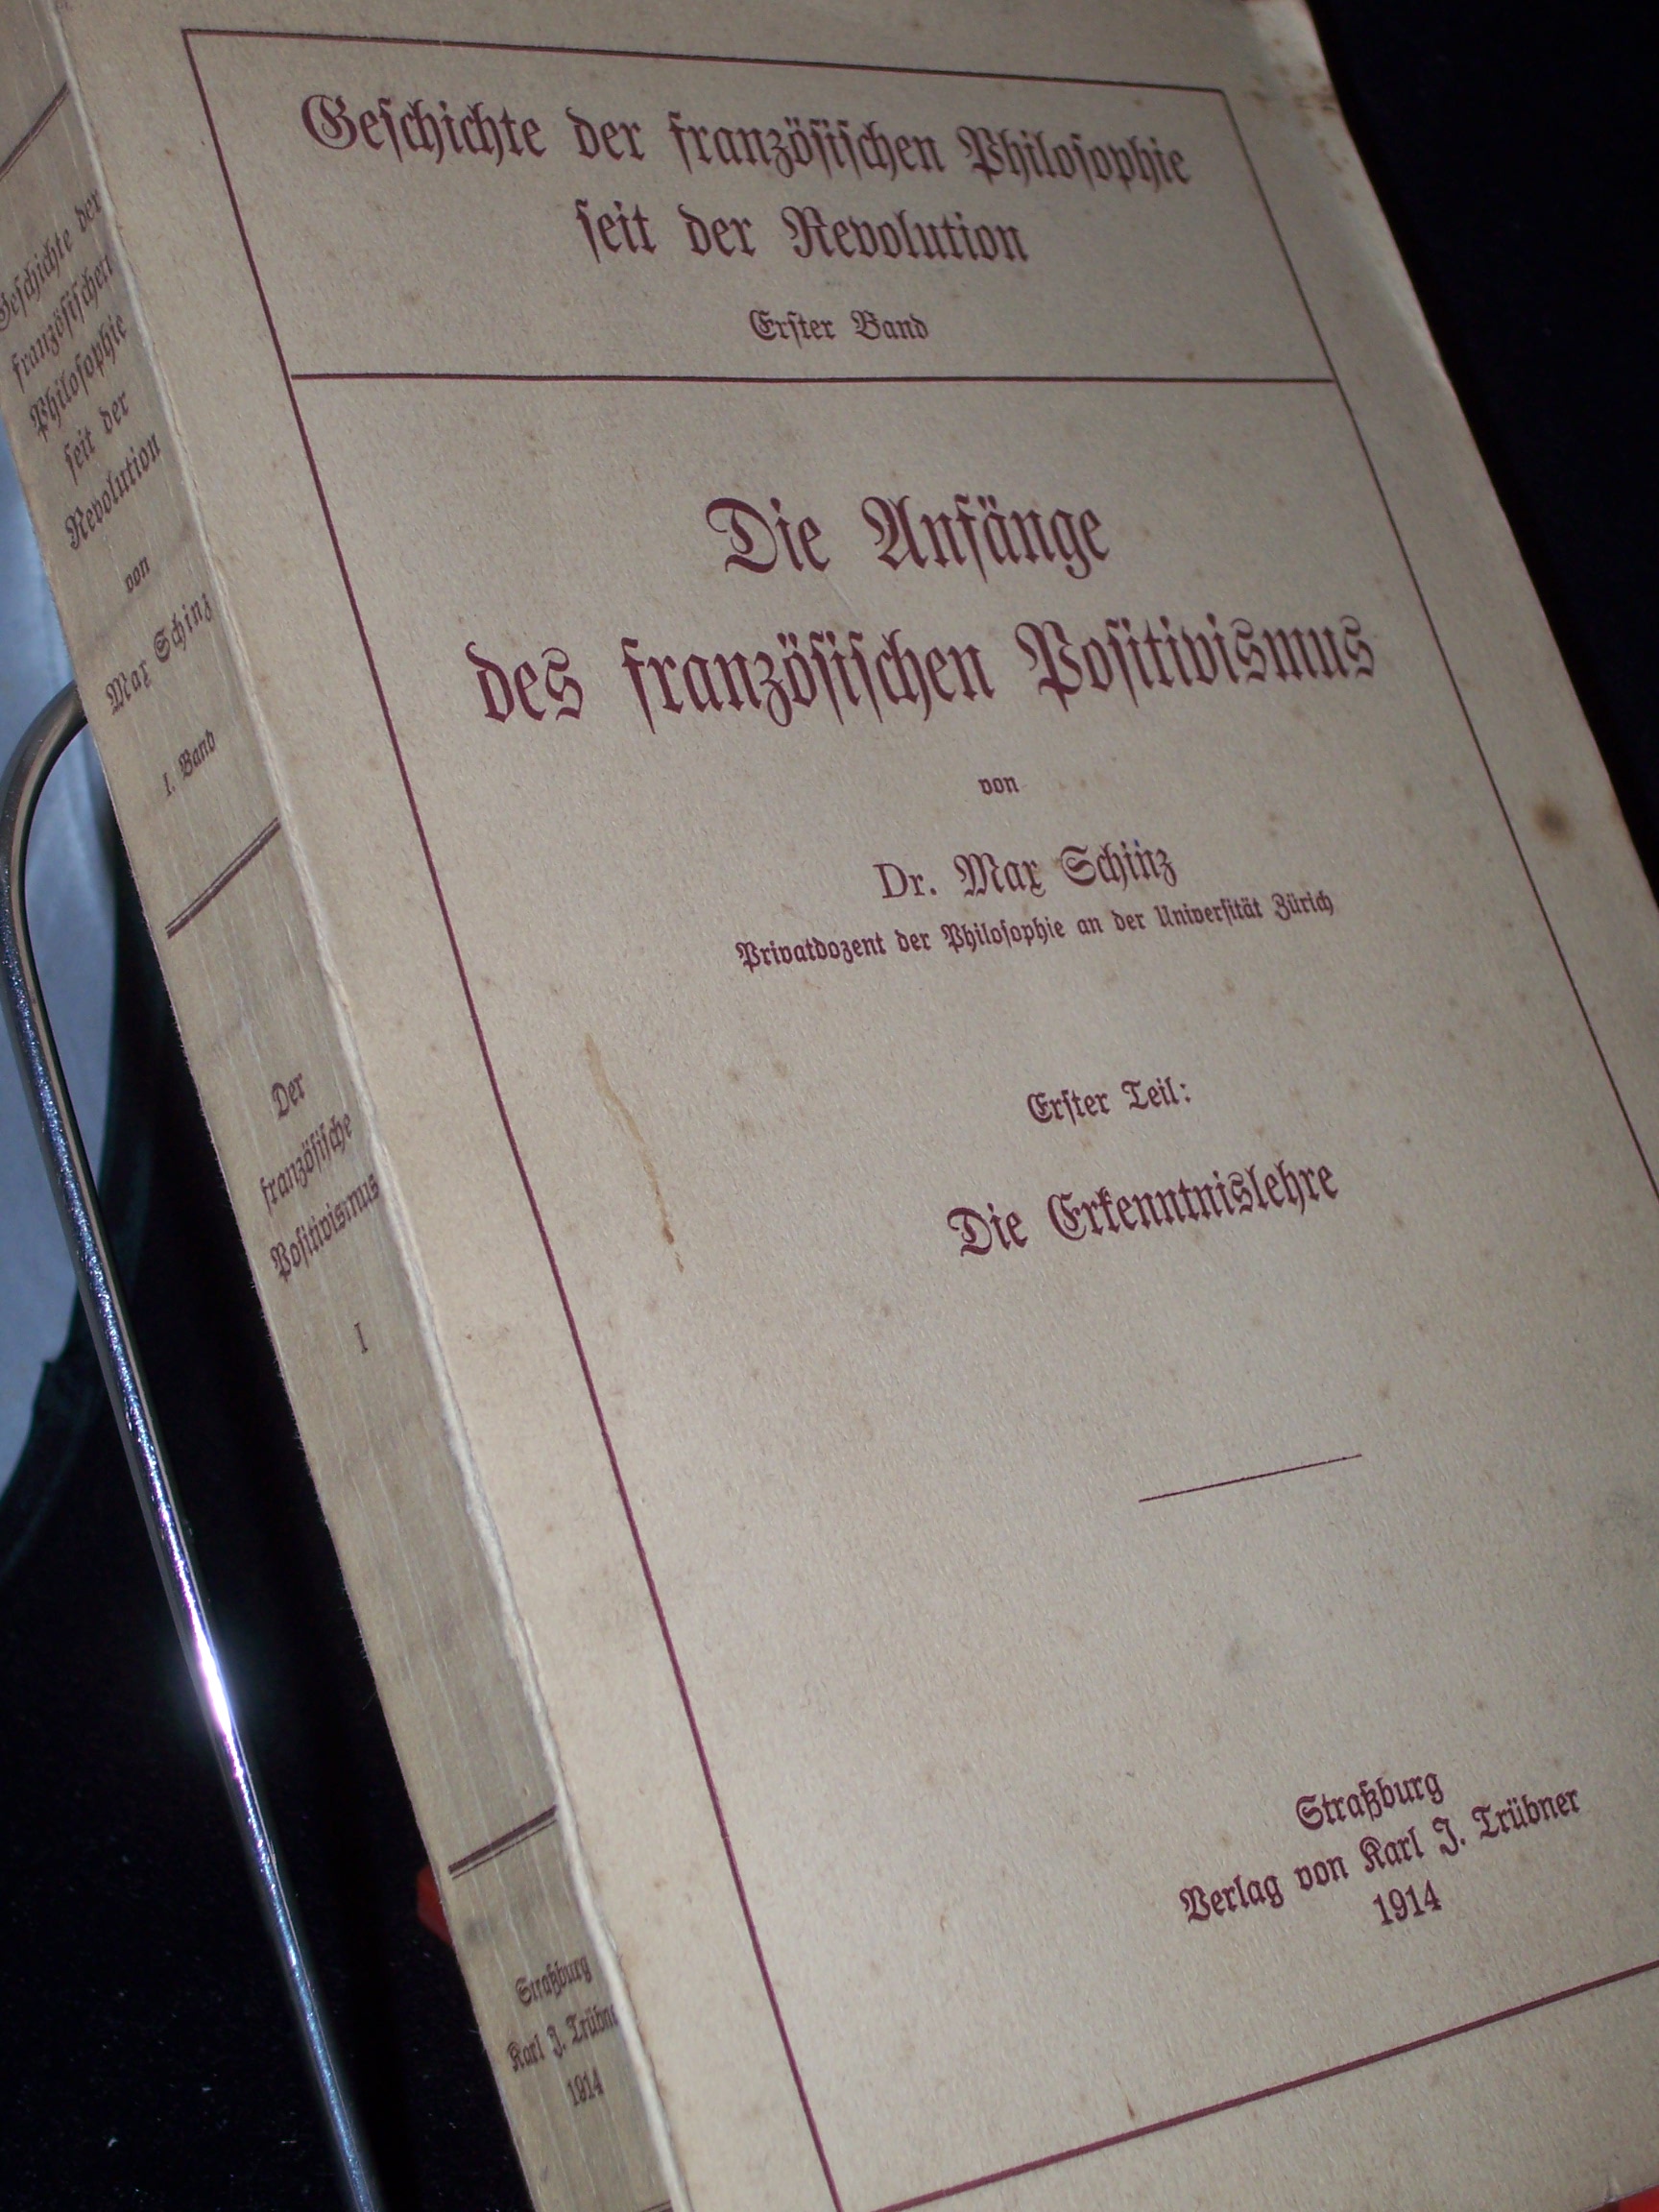 Geschichte der französischen Philosophie
seit der Revolution
Erster Band
Die Anfänge
des französischen Positivismus
von
Dr. Max Schinz
Privatdozent der Philosophie an der Universität Zürich
Erster Teil:
Die Erkenntnislehre
Straßburg
Verlag von Karl J. Trübner
1914
Geschichte der
französischen
Philosophie
seit der
Revolution
von
Max Schinz
I. Band
Der
französische
Positivismus
I
Straßburg
Karl J. Trübner
1914